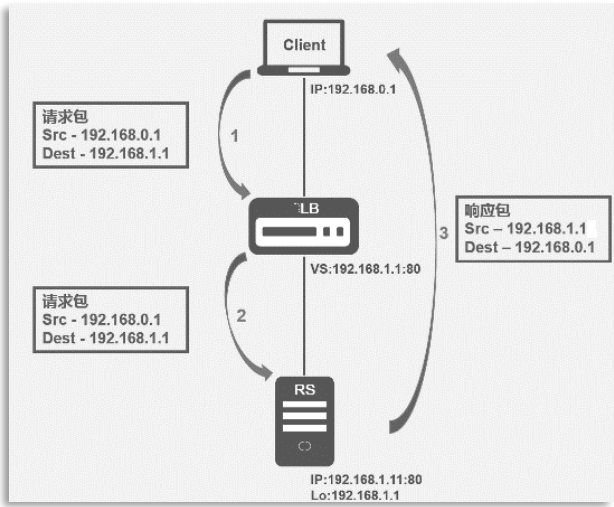 Client
IP:192.168.0.1
请求包
Src - 192.168.0.1
Dest - 192.168.1.1
1
LB
VS:192.168.1.1:80
3
响应包
Src – 192.168.1.1
Dest – 192.168.0.1
请求包
Src - 192.168.0.1
Dest - 192.168.1.1
2
RS
IP:192.168.1.11:80
Lo:192.168.1.1